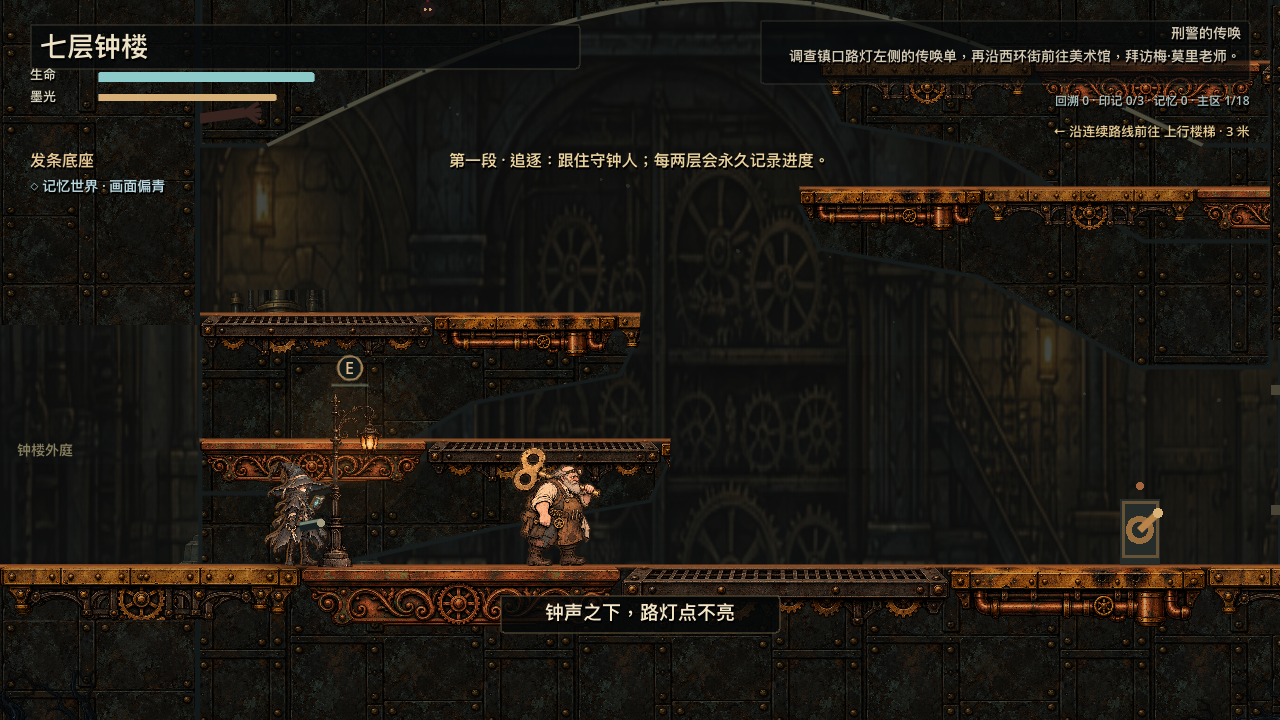 七层钟楼
生命
墨光
刑警的传唤
调查镇口路灯左侧的传唤单，再沿西环街前往美术馆，拜访梅·莫里老师。
回溯 0 · 印记 0/3 · 记忆 0 · 主区 1/18
← 沿连续路线前往 上行楼梯 · 3 米
发条底座
◇ 记忆世界 · 画面偏青
第一段 · 追逐：跟住守钟人；每两层会永久记录进度。
E
钟楼外庭
钟声之下，路灯点不亮